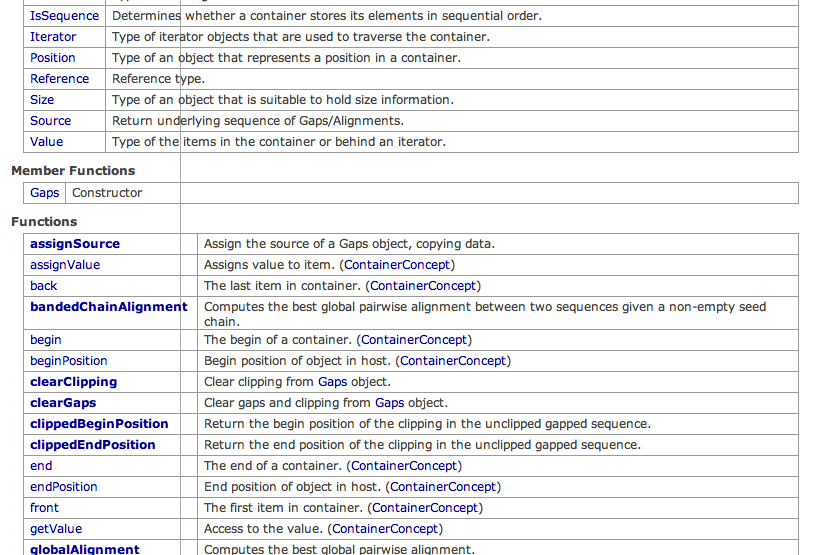 IsSequence Determines whether a container stores its elements in sequential order.
Iterator Type of iterator objects that are used to traverse the container.
Position Type of an object that represents a position in a container.
Reference Reference type.
Size Type of an object that is suitable to hold size information.
Source Return underlying sequence of Gaps/Alignments.
Value Type of the items in the container or behind an iterator.
Member Functions
Gaps Constructor
Functions
assignSource Assign the source of a Gaps object, copying data.
assignValue Assigns value to item. (ContainerConcept)
back The last item in container. (ContainerConcept)
bandedChainAlignment Computes the best global pairwise alignment between two sequences given a non-empty seed
chain.
begin The begin of a container. (ContainerConcept)
beginPosition Begin position of object in host. (ContainerConcept)
clearClipping Clear clipping from Gaps object.
clearGaps Clear gaps and clipping from Gaps object.
clippedBeginPosition Return the begin position of the clipping in the unclipped gapped sequence.
clippedEndPosition Return the end position of the clipping in the unclipped gapped sequence.
end The end of a container. (ContainerConcept)
endPosition End position of object in host. (ContainerConcept)
front The first item in container. (ContainerConcept)
getValue Access to the value. (ContainerConcept)
globalAlignment Computes the best global pairwise alignment.